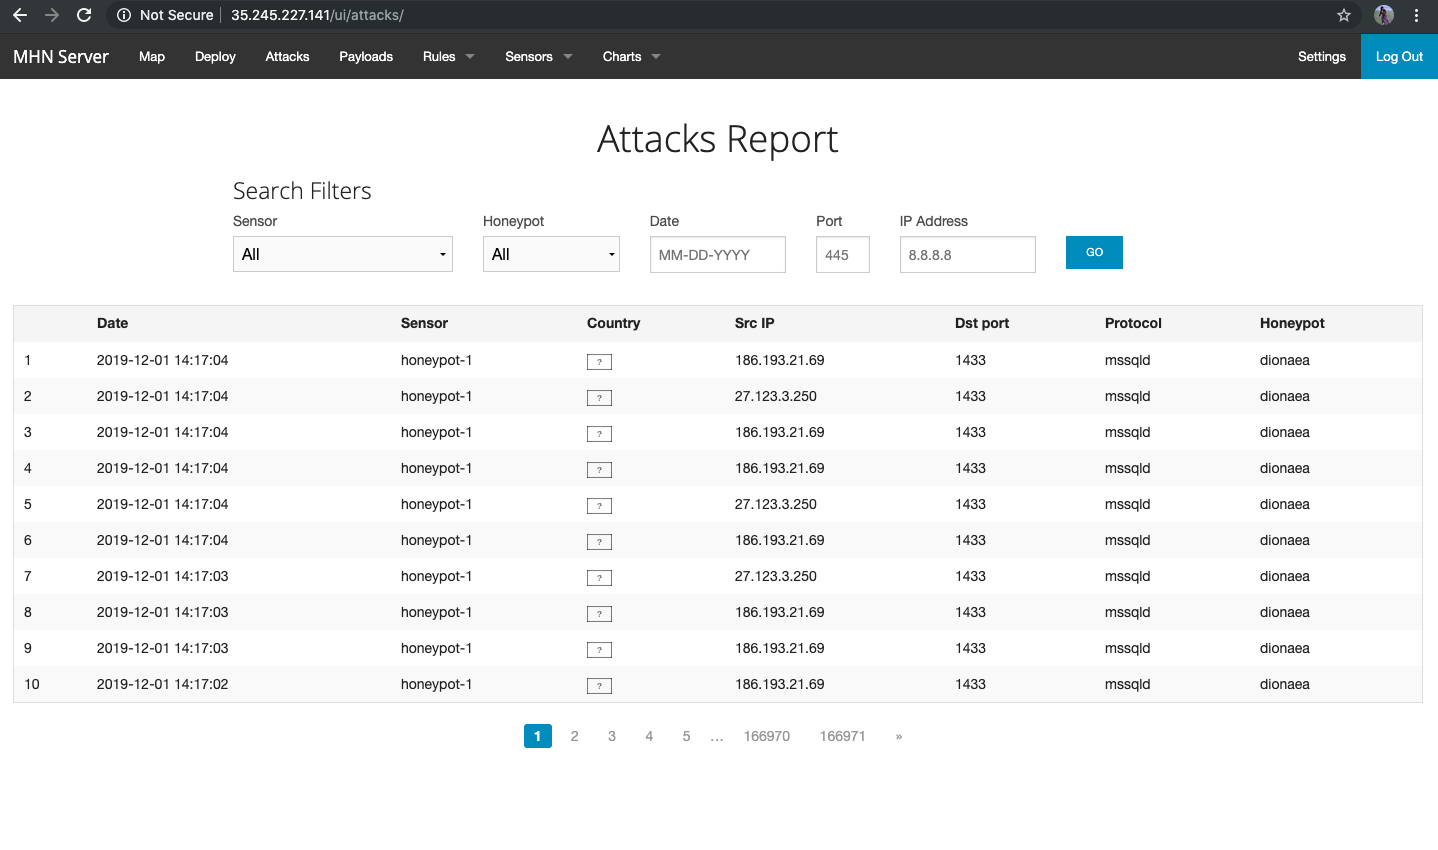 Not Secure | 35.245.227.141/ui/attacks/
MHN Server Map Deploy Attacks Payloads Rules Sensors Charts Settings Log Out
Attacks Report
Search Filters
Sensor Honeypot Date Port IP Address
All All MM-DD-YYYY 445 8.8.8.8 GO
Date Sensor Country Src IP Dst port Protocol Honeypot
1 2019-12-01 14:17:04 honeypot-1 ? 186.193.21.69 1433 mssqld dionaea
2 2019-12-01 14:17:04 honeypot-1 ? 27.123.3.250 1433 mssqld dionaea
3 2019-12-01 14:17:04 honeypot-1 ? 186.193.21.69 1433 mssqld dionaea
4 2019-12-01 14:17:04 honeypot-1 ? 186.193.21.69 1433 mssqld dionaea
5 2019-12-01 14:17:04 honeypot-1 ? 27.123.3.250 1433 mssqld dionaea
6 2019-12-01 14:17:04 honeypot-1 ? 186.193.21.69 1433 mssqld dionaea
7 2019-12-01 14:17:03 honeypot-1 ? 27.123.3.250 1433 mssqld dionaea
8 2019-12-01 14:17:03 honeypot-1 ? 186.193.21.69 1433 mssqld dionaea
9 2019-12-01 14:17:03 honeypot-1 ? 186.193.21.69 1433 mssqld dionaea
10 2019-12-01 14:17:02 honeypot-1 ? 186.193.21.69 1433 mssqld dionaea
1 2 3 4 5 ... 166970 166971 »